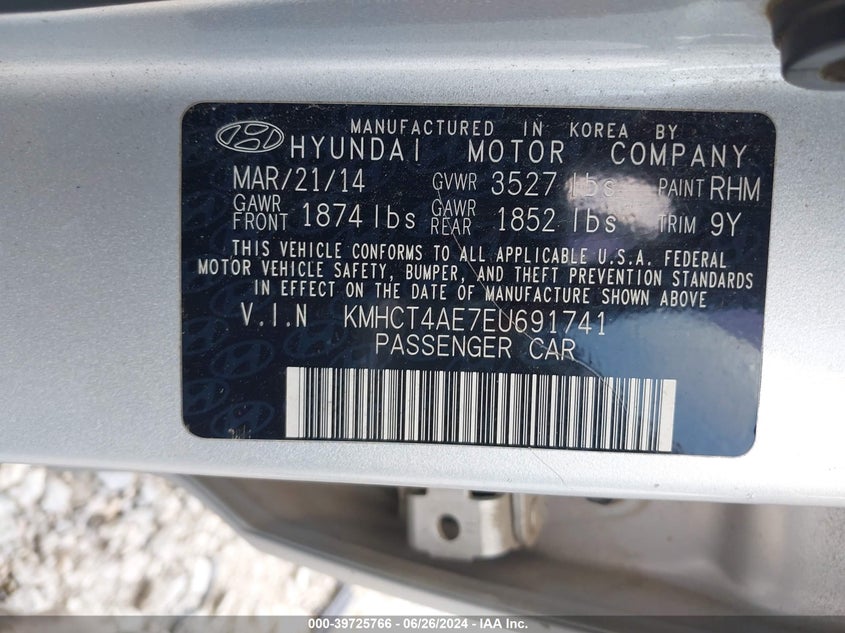 MANUFACTURED IN KOREA BY
HYUNDAI MOTOR COMPANY
MAR/21/14 GVWR 3527 lbs PAINT RHM
GAWR FRONT 1874 lbs GAWR REAR 1852 lbs TRIM 9Y
THIS VEHICLE CONFORMS TO ALL APPLICABLE U.S.A. FEDERAL
MOTOR VEHICLE SAFETY, BUMPER, AND THEFT PREVENTION STANDARDS
IN EFFECT ON THE DATE OF MANUFACTURE SHOWN ABOVE
V.I.N KMHCT4AE7EU691741
PASSENGER CAR
000-39725766 - 06/26/2024 - IAA Inc.